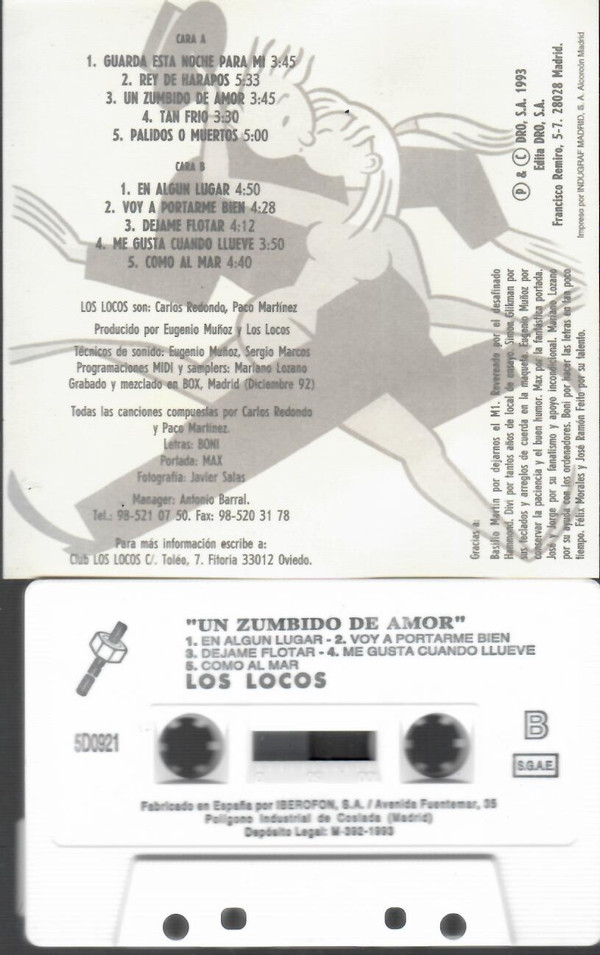 CARA A
1. GUARDA ESTA NOCHE PARA MI 3:45
2. REY DE HARAPOS 5:33
3. UN ZUMBIDO DE AMOR 3:45
4. TAN FRIO 3:30
5. PALIDOS O MUERTOS 5:00
CARA B
1. EN ALGUN LUGAR 4:50
2. VOY A PORTARME BIEN 4:28
3. DEJAME FLOTAR 4:12
4. ME GUSTA CUANDO LLUEVE 3:50
5. COMO AL MAR 4:40
LOS LOCOS son: Carlos Redondo, Paco Martínez
Producido por Eugenio Muñoz y Los Locos
Técnicos de sonido: Eugenio Muñoz, Sergio Marcos
Programaciones MIDI y samplers: Mariano Lozano
Grabado y mezclado en BOX, Madrid (Diciembre 92)
Todas las canciones compuestas por Carlos Redondo
y Paco Martínez.
Letras: BONI
Portada: MAX
Fotografía: Javier Salas
Manager: Antonio Barral.
Tel.: 98-521 07 50. Fax: 98-520 31 78
Para más información escribe a:
Club LOS LOCOS C/. Toléo, 7. Fitoria 33012 Oviedo.
Gracias a:
Basilio Martín por dejarnos el M1. Reverendo por el desafinado
Hammond. Divi por tantos años de local de ensayo. Simon Glikman por
sus teclados y arreglos de cuerda en la maqueta. Eugenio Muñoz por
conservar la paciencia y el buen humor. Max por la fantástica portada.
José y Jorge por su fanatismo y apoyo incondicional. Mariano Lozano
por su ayuda con los ordenadores. Boni por hacer las letras en tan poco
tiempo. Félix Morales y José Ramón Feito por su talento.
Ⓟ & Ⓒ DRO, S.A. 1993
Edita DRO, S.A.
Francisco Remiro, 5-7. 28028 Madrid.
Impreso por INDUGRAF MADRID, S. A. Alcorcón Madrid
"UN ZUMBIDO DE AMOR"
1. EN ALGUN LUGAR - 2. VOY A PORTARME BIEN
3. DEJAME FLOTAR - 4. ME GUSTA CUANDO LLUEVE
5. COMO AL MAR
LOS LOCOS
5D0921
B
S.G.A.E.
Fabricado en España por IBEROFON, S.A. / Avenida Fuentemar, 35
Polígono Industrial de Coslada (Madrid)
Depósito Legal: M-392-1993